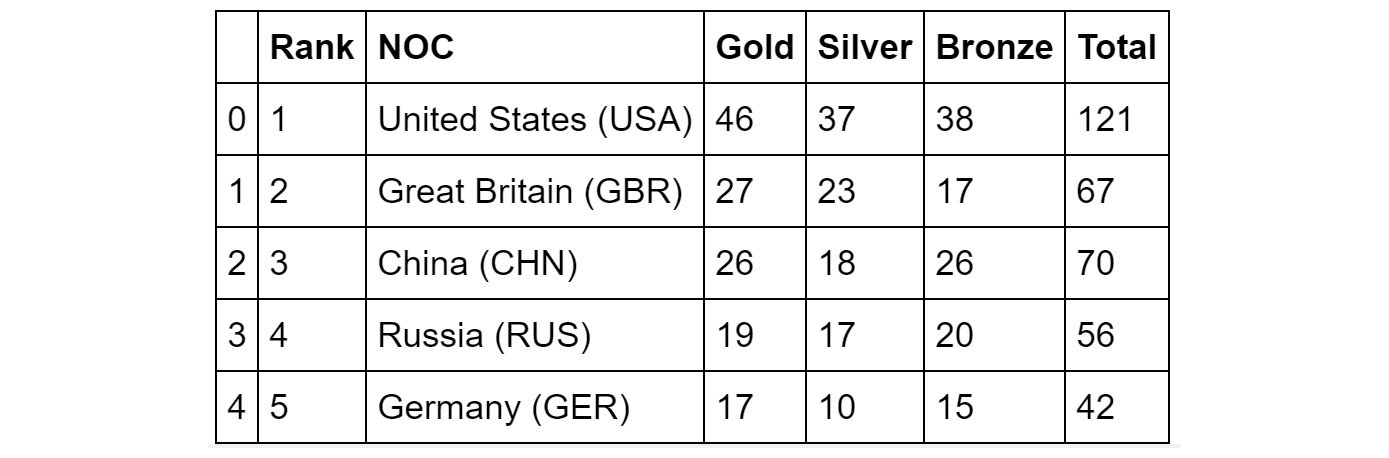 Rank NOC Gold Silver Bronze Total
0 1 United States (USA) 46 37 38 121
1 2 Great Britain (GBR) 27 23 17 67
2 3 China (CHN) 26 18 26 70
3 4 Russia (RUS) 19 17 20 56
4 5 Germany (GER) 17 10 15 42